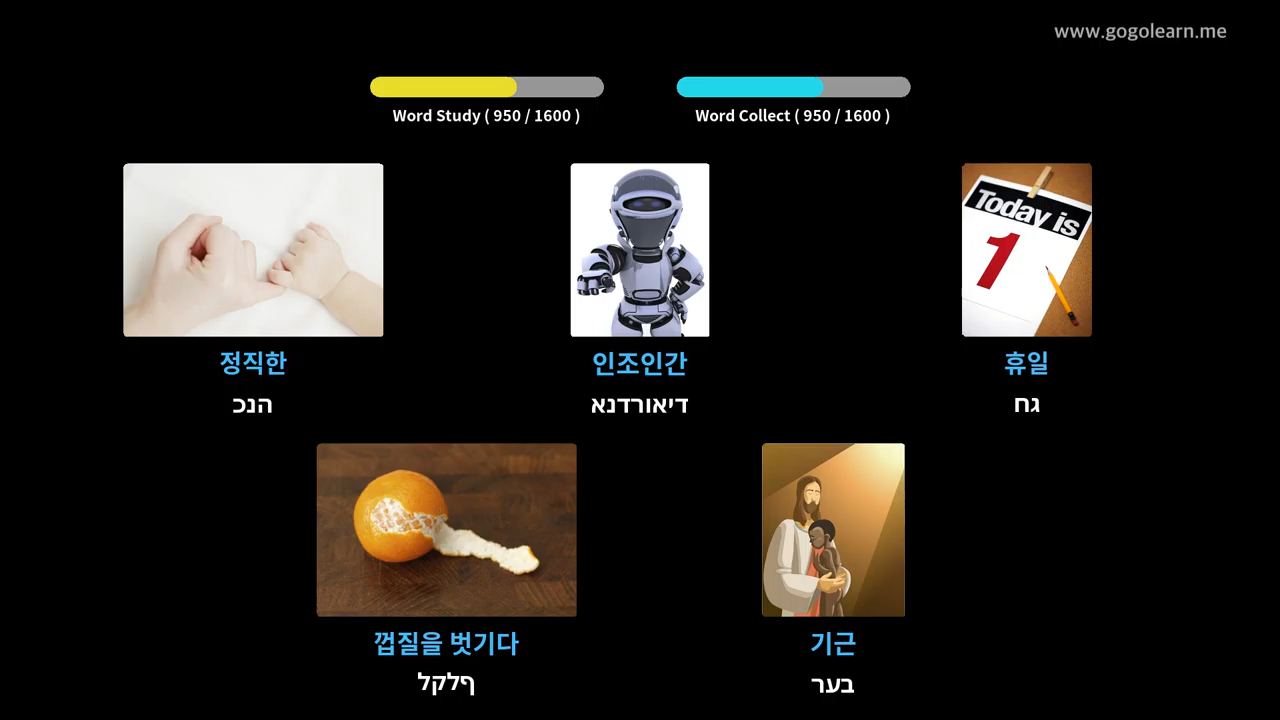 www.gogolearn.me
Word Study ( 950 / 1600 )
Word Collect ( 950 / 1600 )
Today is
1
정직한
הנכ
인조인간
דיאורדנא
휴일
גח
껍질을 벗기다
ףלקל
기근
בער